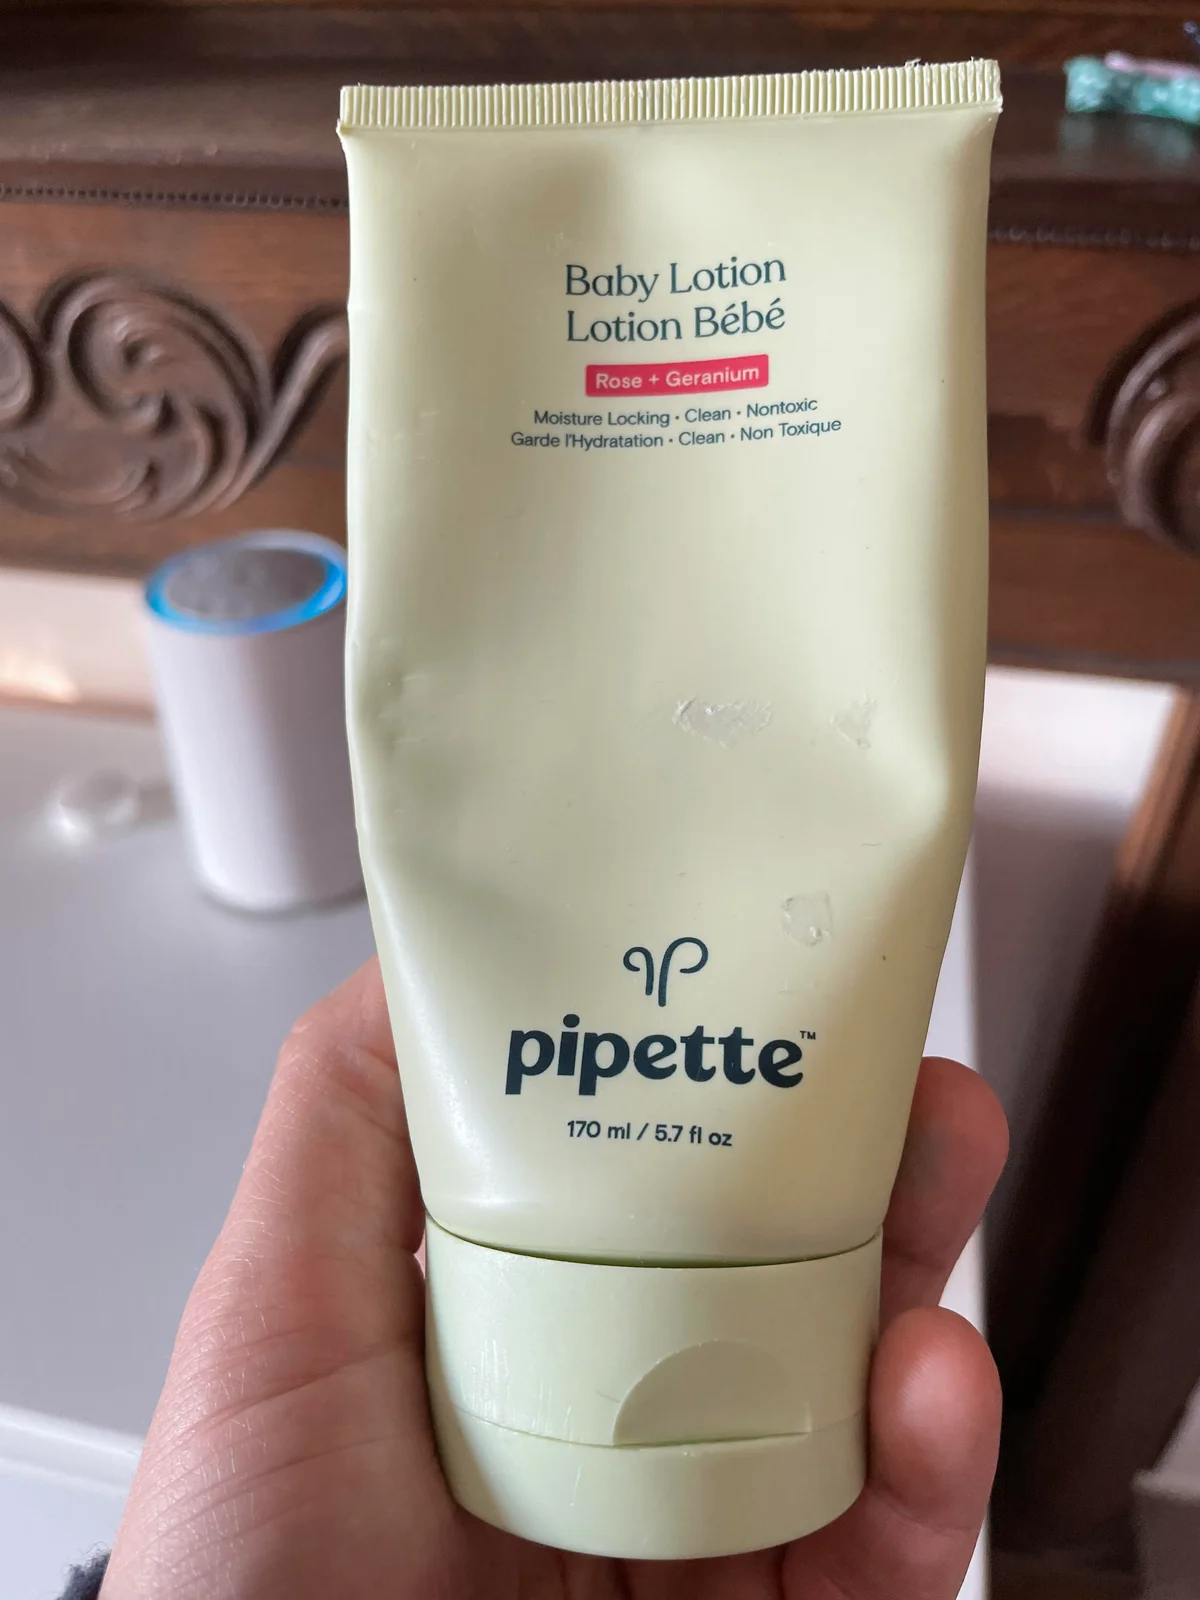 Baby Lotion
Lotion Bébé
Rose + Geranium
Moisture Locking • Clean • Nontoxic
Garde l'Hydratation • Clean • Non Toxique
pipette™
170 ml / 5.7 fl oz